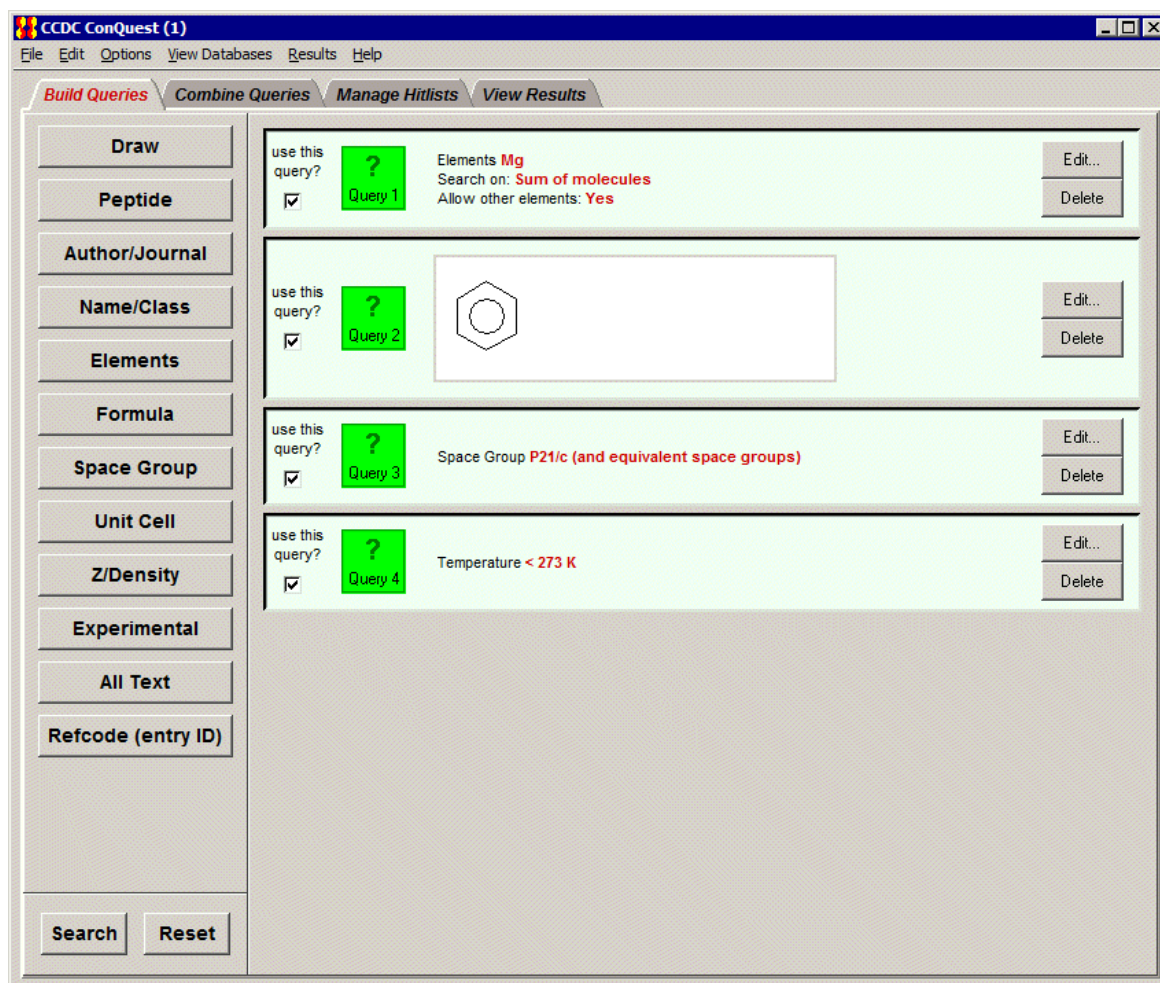 CCDC ConQuest (1)
File Edit Options View Databases Results Help
Build Queries Combine Queries Manage Hitlists View Results
Draw
Peptide
Author/Journal
Name/Class
Elements
Formula
Space Group
Unit Cell
Z/Density
Experimental
All Text
Refcode (entry ID)
Search Reset
use this
query?
?
Query 1
Elements Mg
Search on: Sum of molecules
Allow other elements: Yes
Edit...
Delete
use this
query?
?
Query 2
Edit...
Delete
use this
query?
?
Query 3
Space Group P21/c (and equivalent space groups)
Edit...
Delete
use this
query?
?
Query 4
Temperature < 273 K
Edit...
Delete